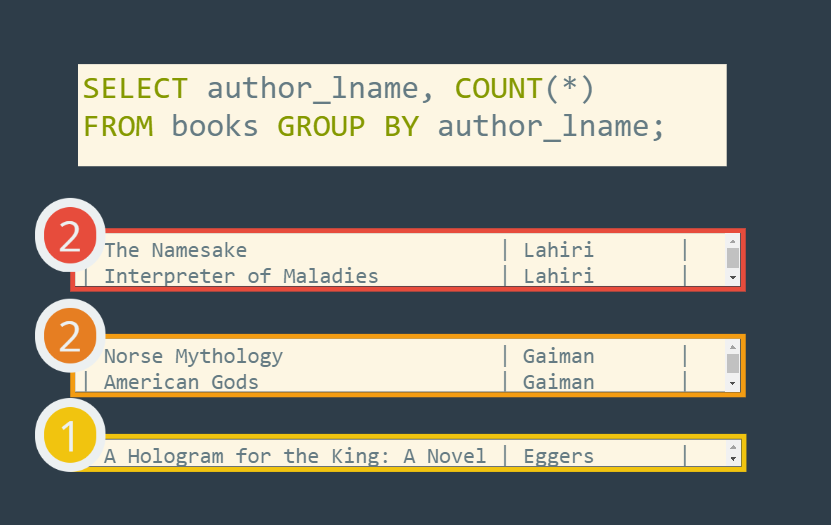 SELECT author_lname, COUNT(*)
FROM books GROUP BY author_lname;
2
The Namesake | Lahiri |
| Interpreter of Maladies | Lahiri |
2
Norse Mythology | Gaiman |
| American Gods | Gaiman |
1
A Hologram for the King: A Novel | Eggers |